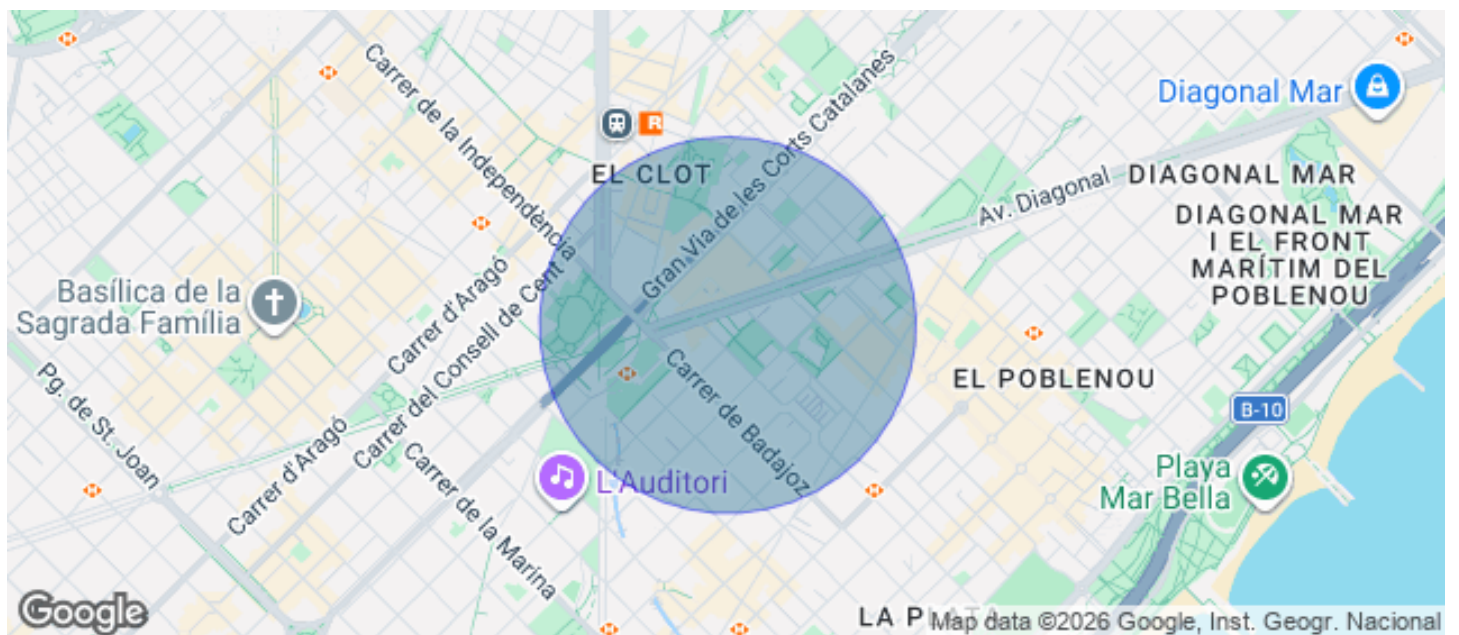 Carrer de la Independència
Gran Via de les Corts Catalanes
Diagonal Mar
R
EL CLOT
Av. Diagonal
DIAGONAL MAR
DIAGONAL MAR
I EL FRONT
MARÍTIM DEL
POBLENOU
Basílica de la
Sagrada Família
Carrer d'Aragó
Carrer del Consell de Cent
Pg. de St. Joan
Carrer d'Aragó
Carrer de Badajoz
EL POBLENOU
B-10
Carrer de la Marina
L'Auditori
Playa
Mar Bella
Google
LA P
Map data ©2026 Google, Inst. Geogr. Nacional